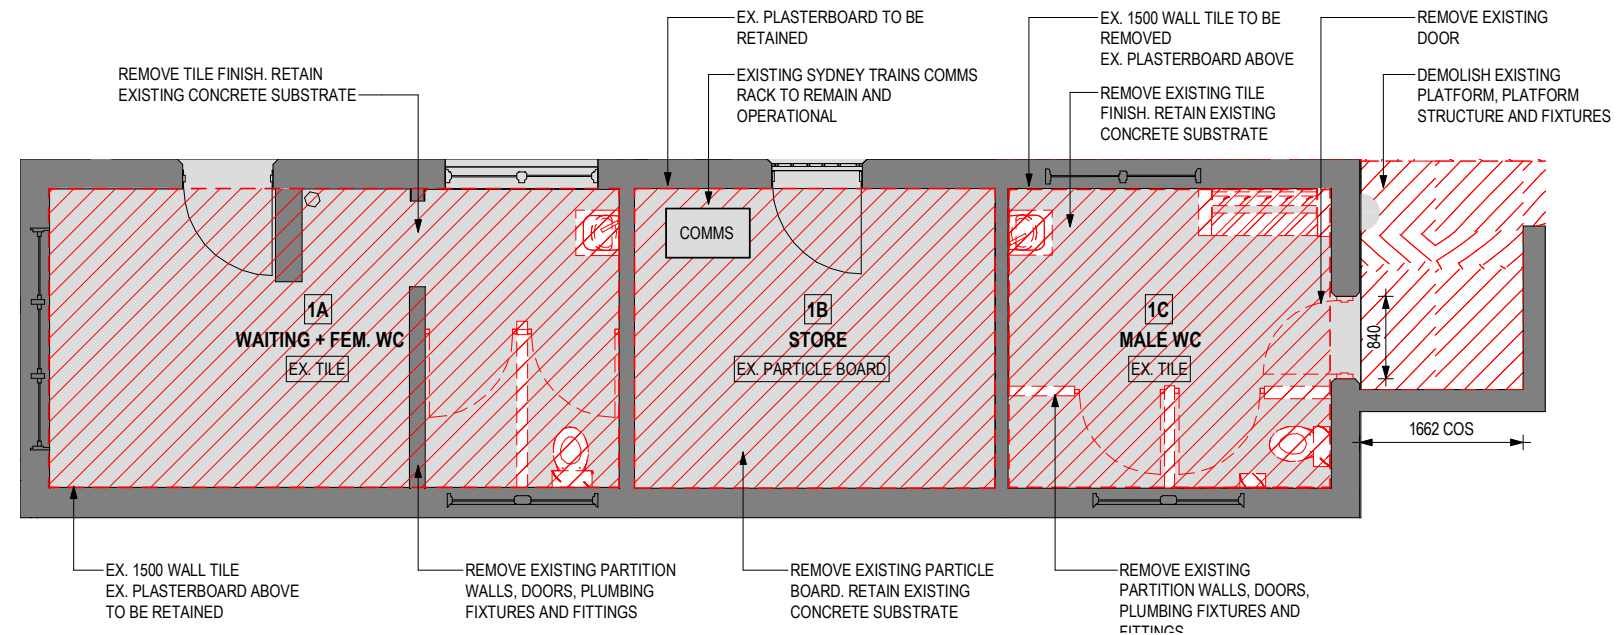 EX. PLASTERBOARD TO BE
RETAINED
EX. 1500 WALL TILE TO BE
REMOVED
EX. PLASTERBOARD ABOVE
REMOVE EXISTING
DOOR
REMOVE TILE FINISH. RETAIN
EXISTING CONCRETE SUBSTRATE
EXISTING SYDNEY TRAINS COMMS
RACK TO REMAIN AND
OPERATIONAL
REMOVE EXISTING TILE
FINISH. RETAIN EXISTING
CONCRETE SUBSTRATE
DEMOLISH EXISTING
PLATFORM, PLATFORM
STRUCTURE AND FIXTURES
COMMS
1A
WAITING + FEM. WC
EX. TILE
1B
STORE
EX. PARTICLE BOARD
1C
MALE WC
EX. TILE
840
1662 COS
EX. 1500 WALL TILE
EX. PLASTERBOARD ABOVE
TO BE RETAINED
REMOVE EXISTING PARTITION
WALLS, DOORS, PLUMBING
FIXTURES AND FITTINGS
REMOVE EXISTING PARTICLE
BOARD. RETAIN EXISTING
CONCRETE SUBSTRATE
REMOVE EXISTING
PARTITION WALLS, DOORS,
PLUMBING FIXTURES AND
FITTINGS